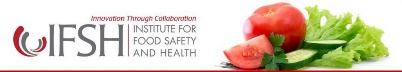 Innovation Through Collaboration
IFSH
INSTITUTE FOR
FOOD SAFETY
AND HEALTH